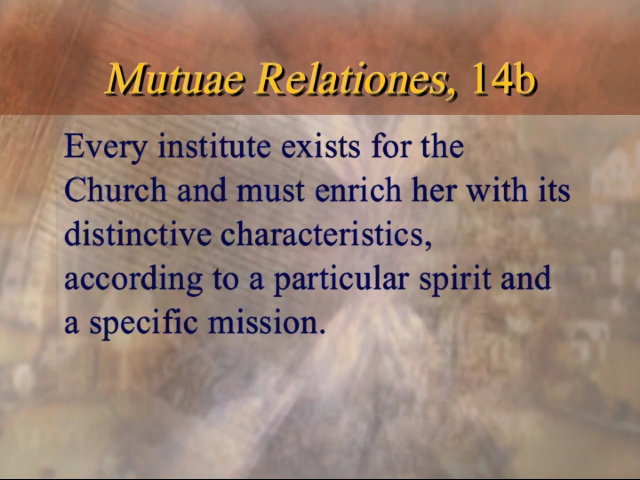 Mutuae Relationes, 14b
Every institute exists for the
Church and must enrich her with its
distinctive characteristics,
according to a particular spirit and
a specific mission.